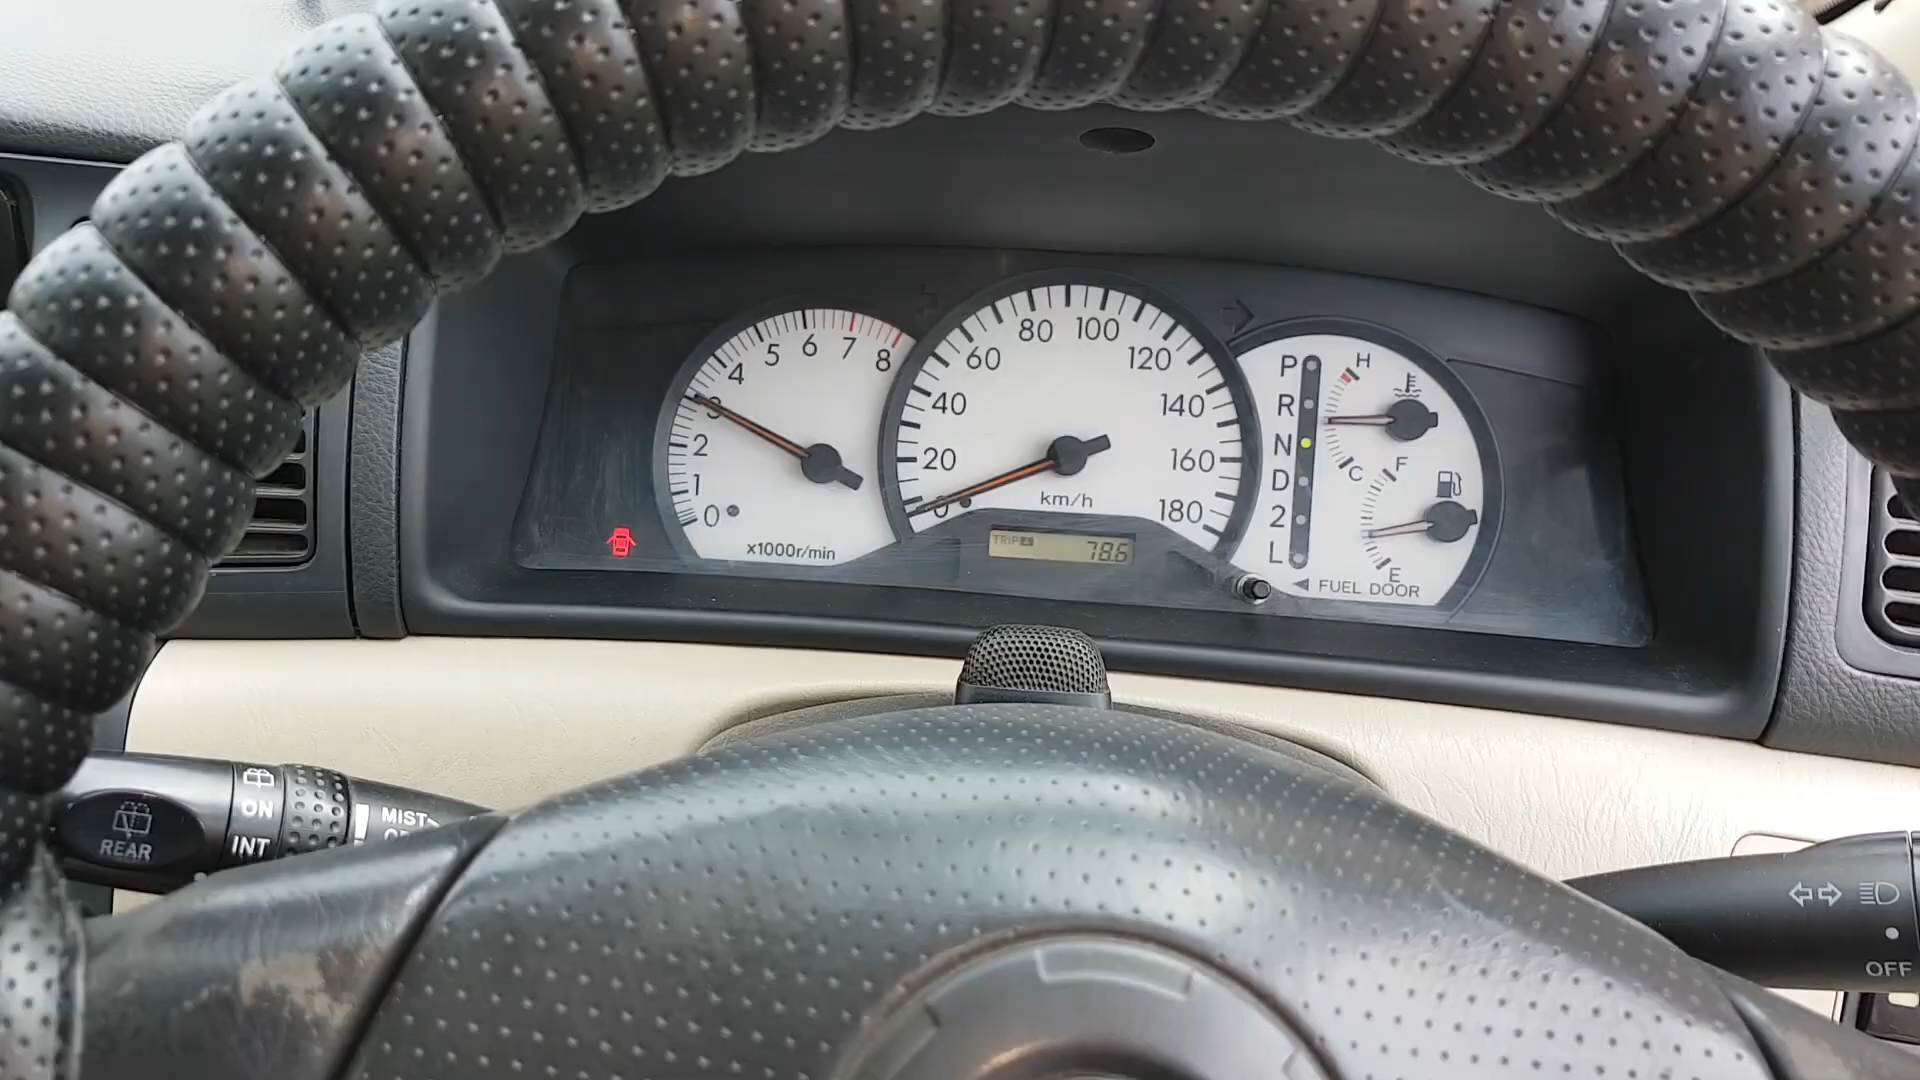 0 1 2 3 4 5 6 7 8
x1000r/min
0 20 40 60 80 100 120 140 160 180
km/h
TRIP
78.6
P
R
N
D
2
L
H
C
F
E
◀ FUEL DOOR
REAR
ON
INT
MIST
OFF